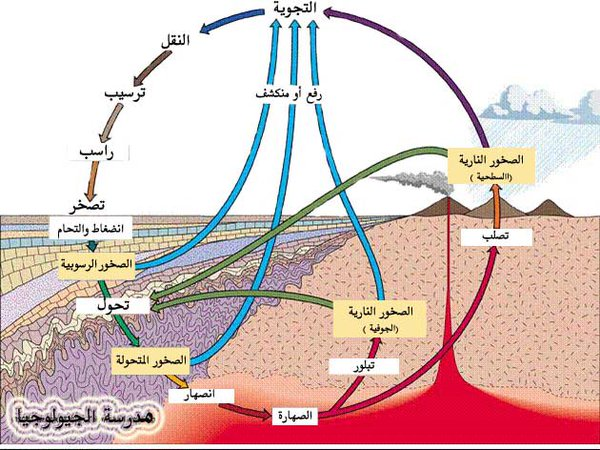 التجوية
النقل
ترسيب
رفع أو منكشف
راسب
الصخور النارية
(السطحية )
تصخر
انضغاط والتحام
تصلب
الصخور الرسوبية
تحول
الصخور النارية
(الجوفية )
الصخور المتحولة
تبلور
انصهار
الصهارة
مدرسة الجيولوجيا